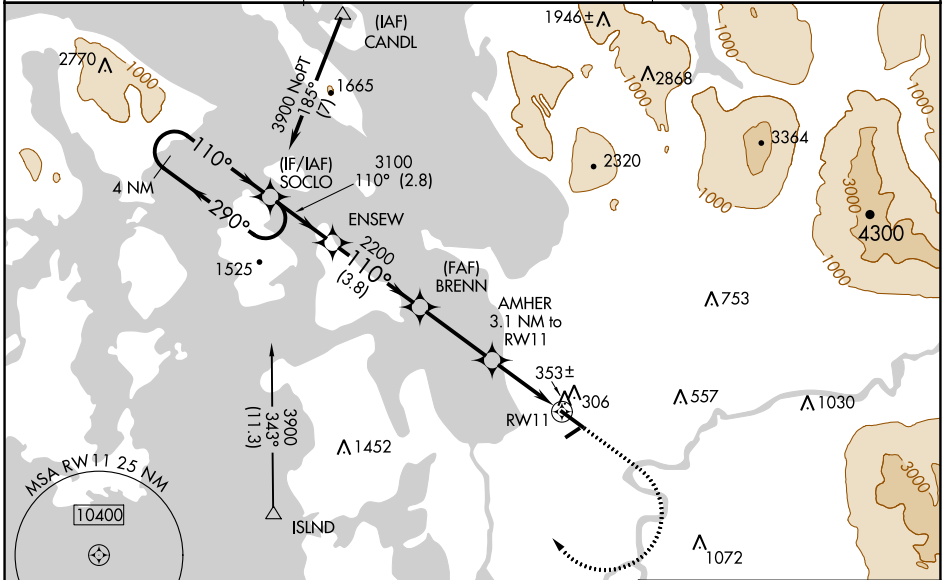 (IAF)
CANDL
1946±
2770
1000
3900 NoPT
185°
(7)
1665
1000
2868
1000
1000
3364
2320
1000
3000
4300
1000
110°
4 NM
290°
(IF/IAF)
SOCLO
3100
110° (2.8)
ENSEW
2200
110°
(3.8)
1525
(FAF)
BRENN
AMHER
3.1 NM to
RW11
753
353±
306
RW11
557
1030
3900
343°
(11.3)
1452
ISLND
MSA RW11 25 NM
10400
3000
1000
1072